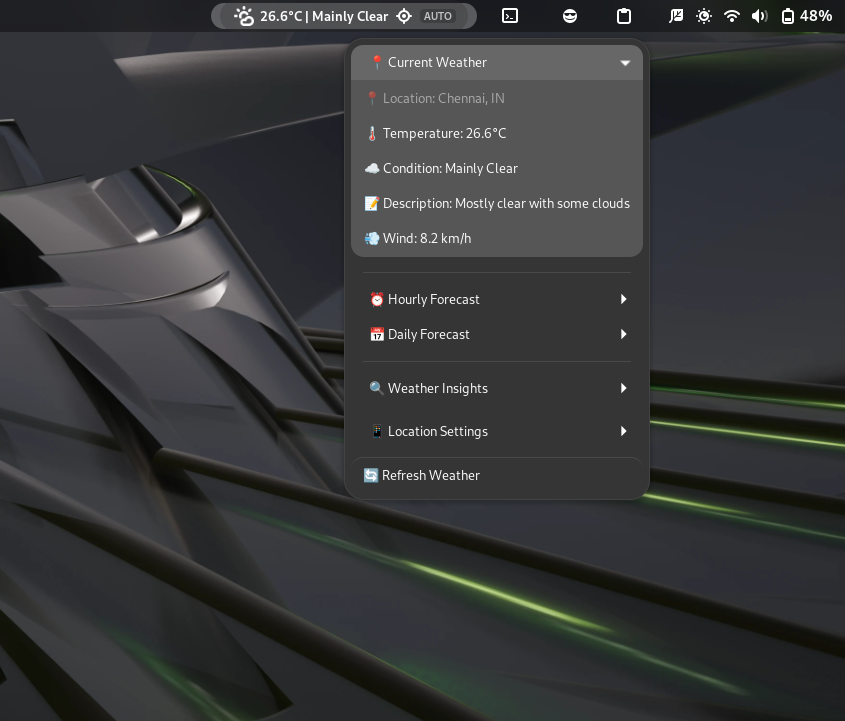 26.6°C | Mainly Clear AUTO 48%
📍 Current Weather
📍 Location: Chennai, IN
🌡️ Temperature: 26.6°C
☁️ Condition: Mainly Clear
📝 Description: Mostly clear with some clouds
💨 Wind: 8.2 km/h
⏰ Hourly Forecast
📅 Daily Forecast
🔍 Weather Insights
📱 Location Settings
🔄 Refresh Weather